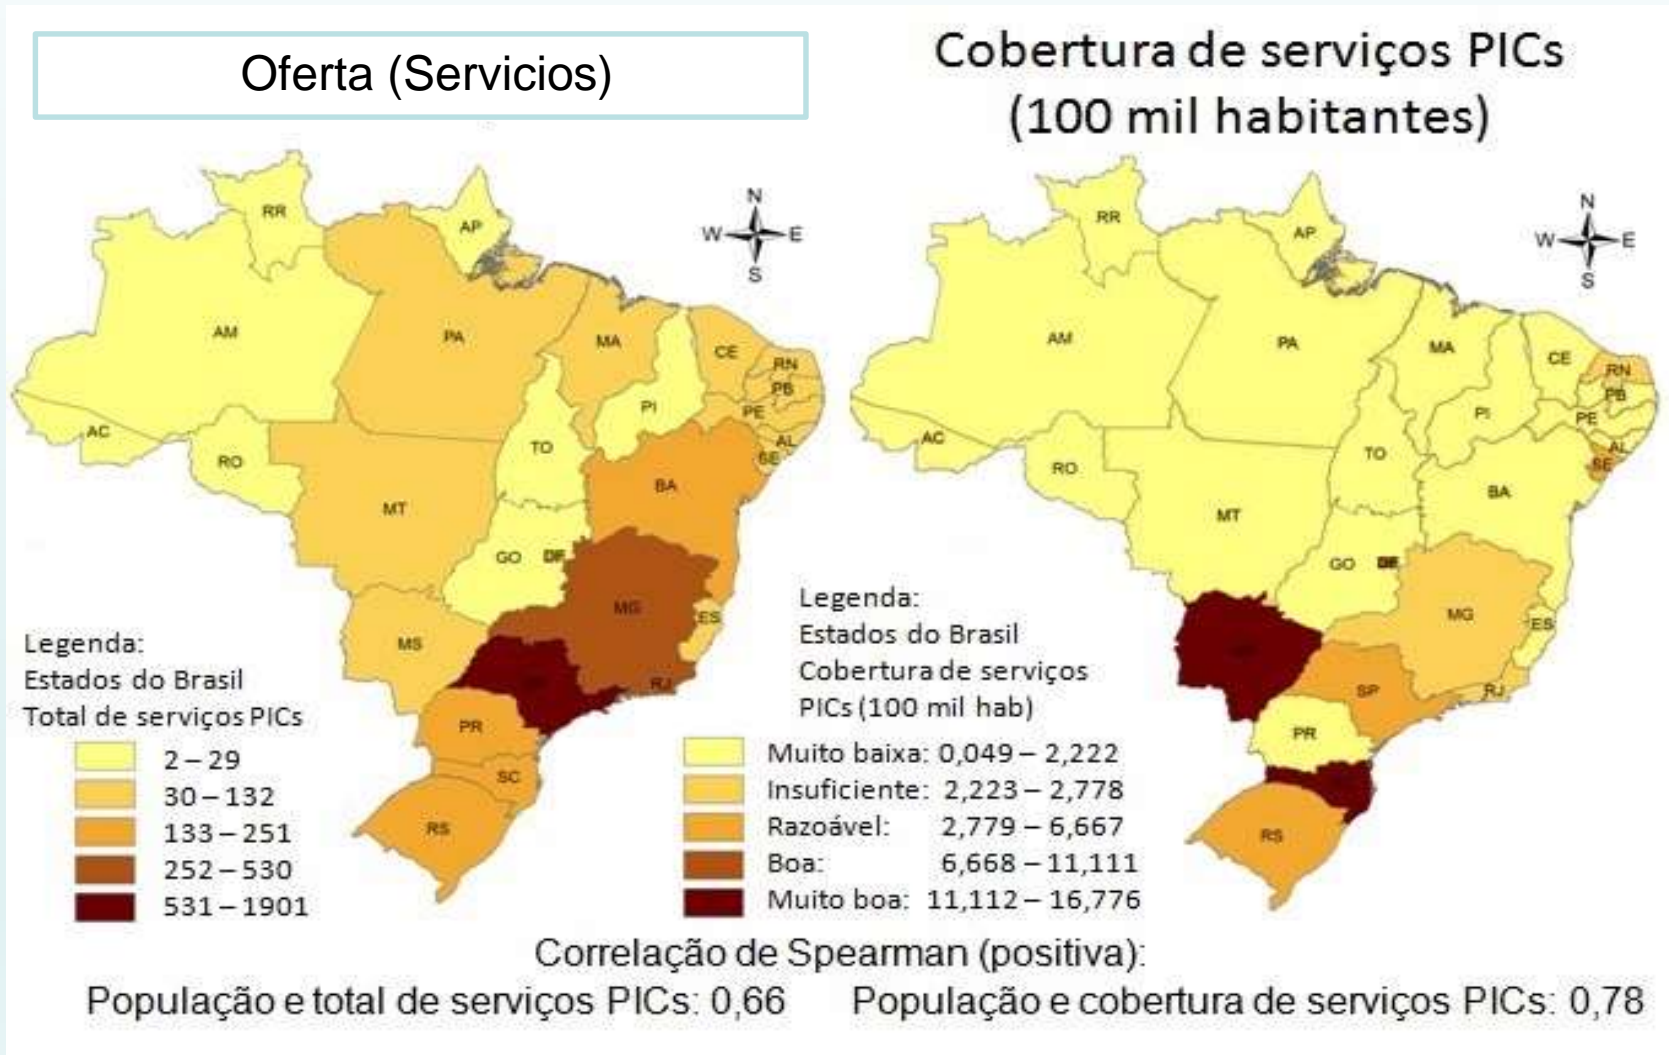 Oferta (Servicios)
Cobertura de serviços PICs
(100 mil habitantes)
N
W E
S
RR
AP
AM
PA
MA
CE
RN
PB
PE
PI
AC
AL
SE
TO
RO
BA
MT
GO
DF
MG
ES
MS
RJ
PR
SC
RS
Legenda:
Estados do Brasil
Total de serviços PICs
2 – 29
30 – 132
133 – 251
252 – 530
531 – 1901
N
W E
S
RR
AP
AM
PA
MA
CE
RN
PB
PE
PI
AC
AL
SE
TO
RO
BA
MT
GO
DF
MG
ES
SP
RJ
PR
RS
Legenda:
Estados do Brasil
Cobertura de serviços
PICs (100 mil hab)
Muito baixa: 0,049 – 2,222
Insuficiente: 2,223 – 2,778
Razoável: 2,779 – 6,667
Boa: 6,668 – 11,111
Muito boa: 11,112 – 16,776
Correlação de Spearman (positiva):
População e total de serviços PICs: 0,66
População e cobertura de serviços PICs: 0,78